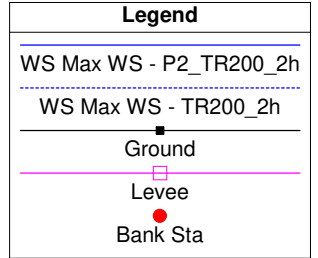 Legend
WS Max WS - P2_TR200_2h
WS Max WS - TR200_2h
Ground
Levee
Bank Sta